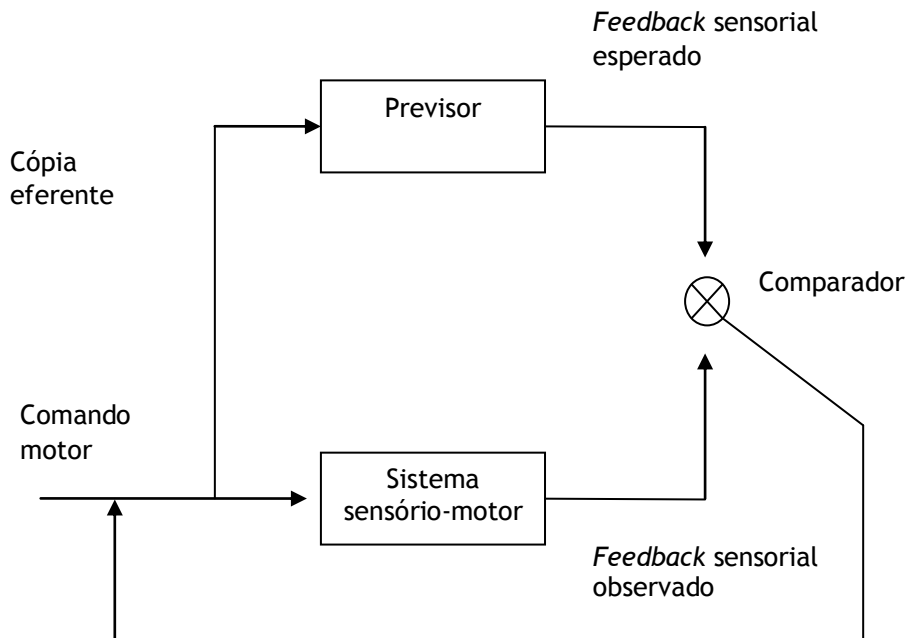 Feedback sensorial
esperado
Previsor
Cópia
eferente
Comparador
Comando
motor
Sistema
sensório-motor
Feedback sensorial
observado